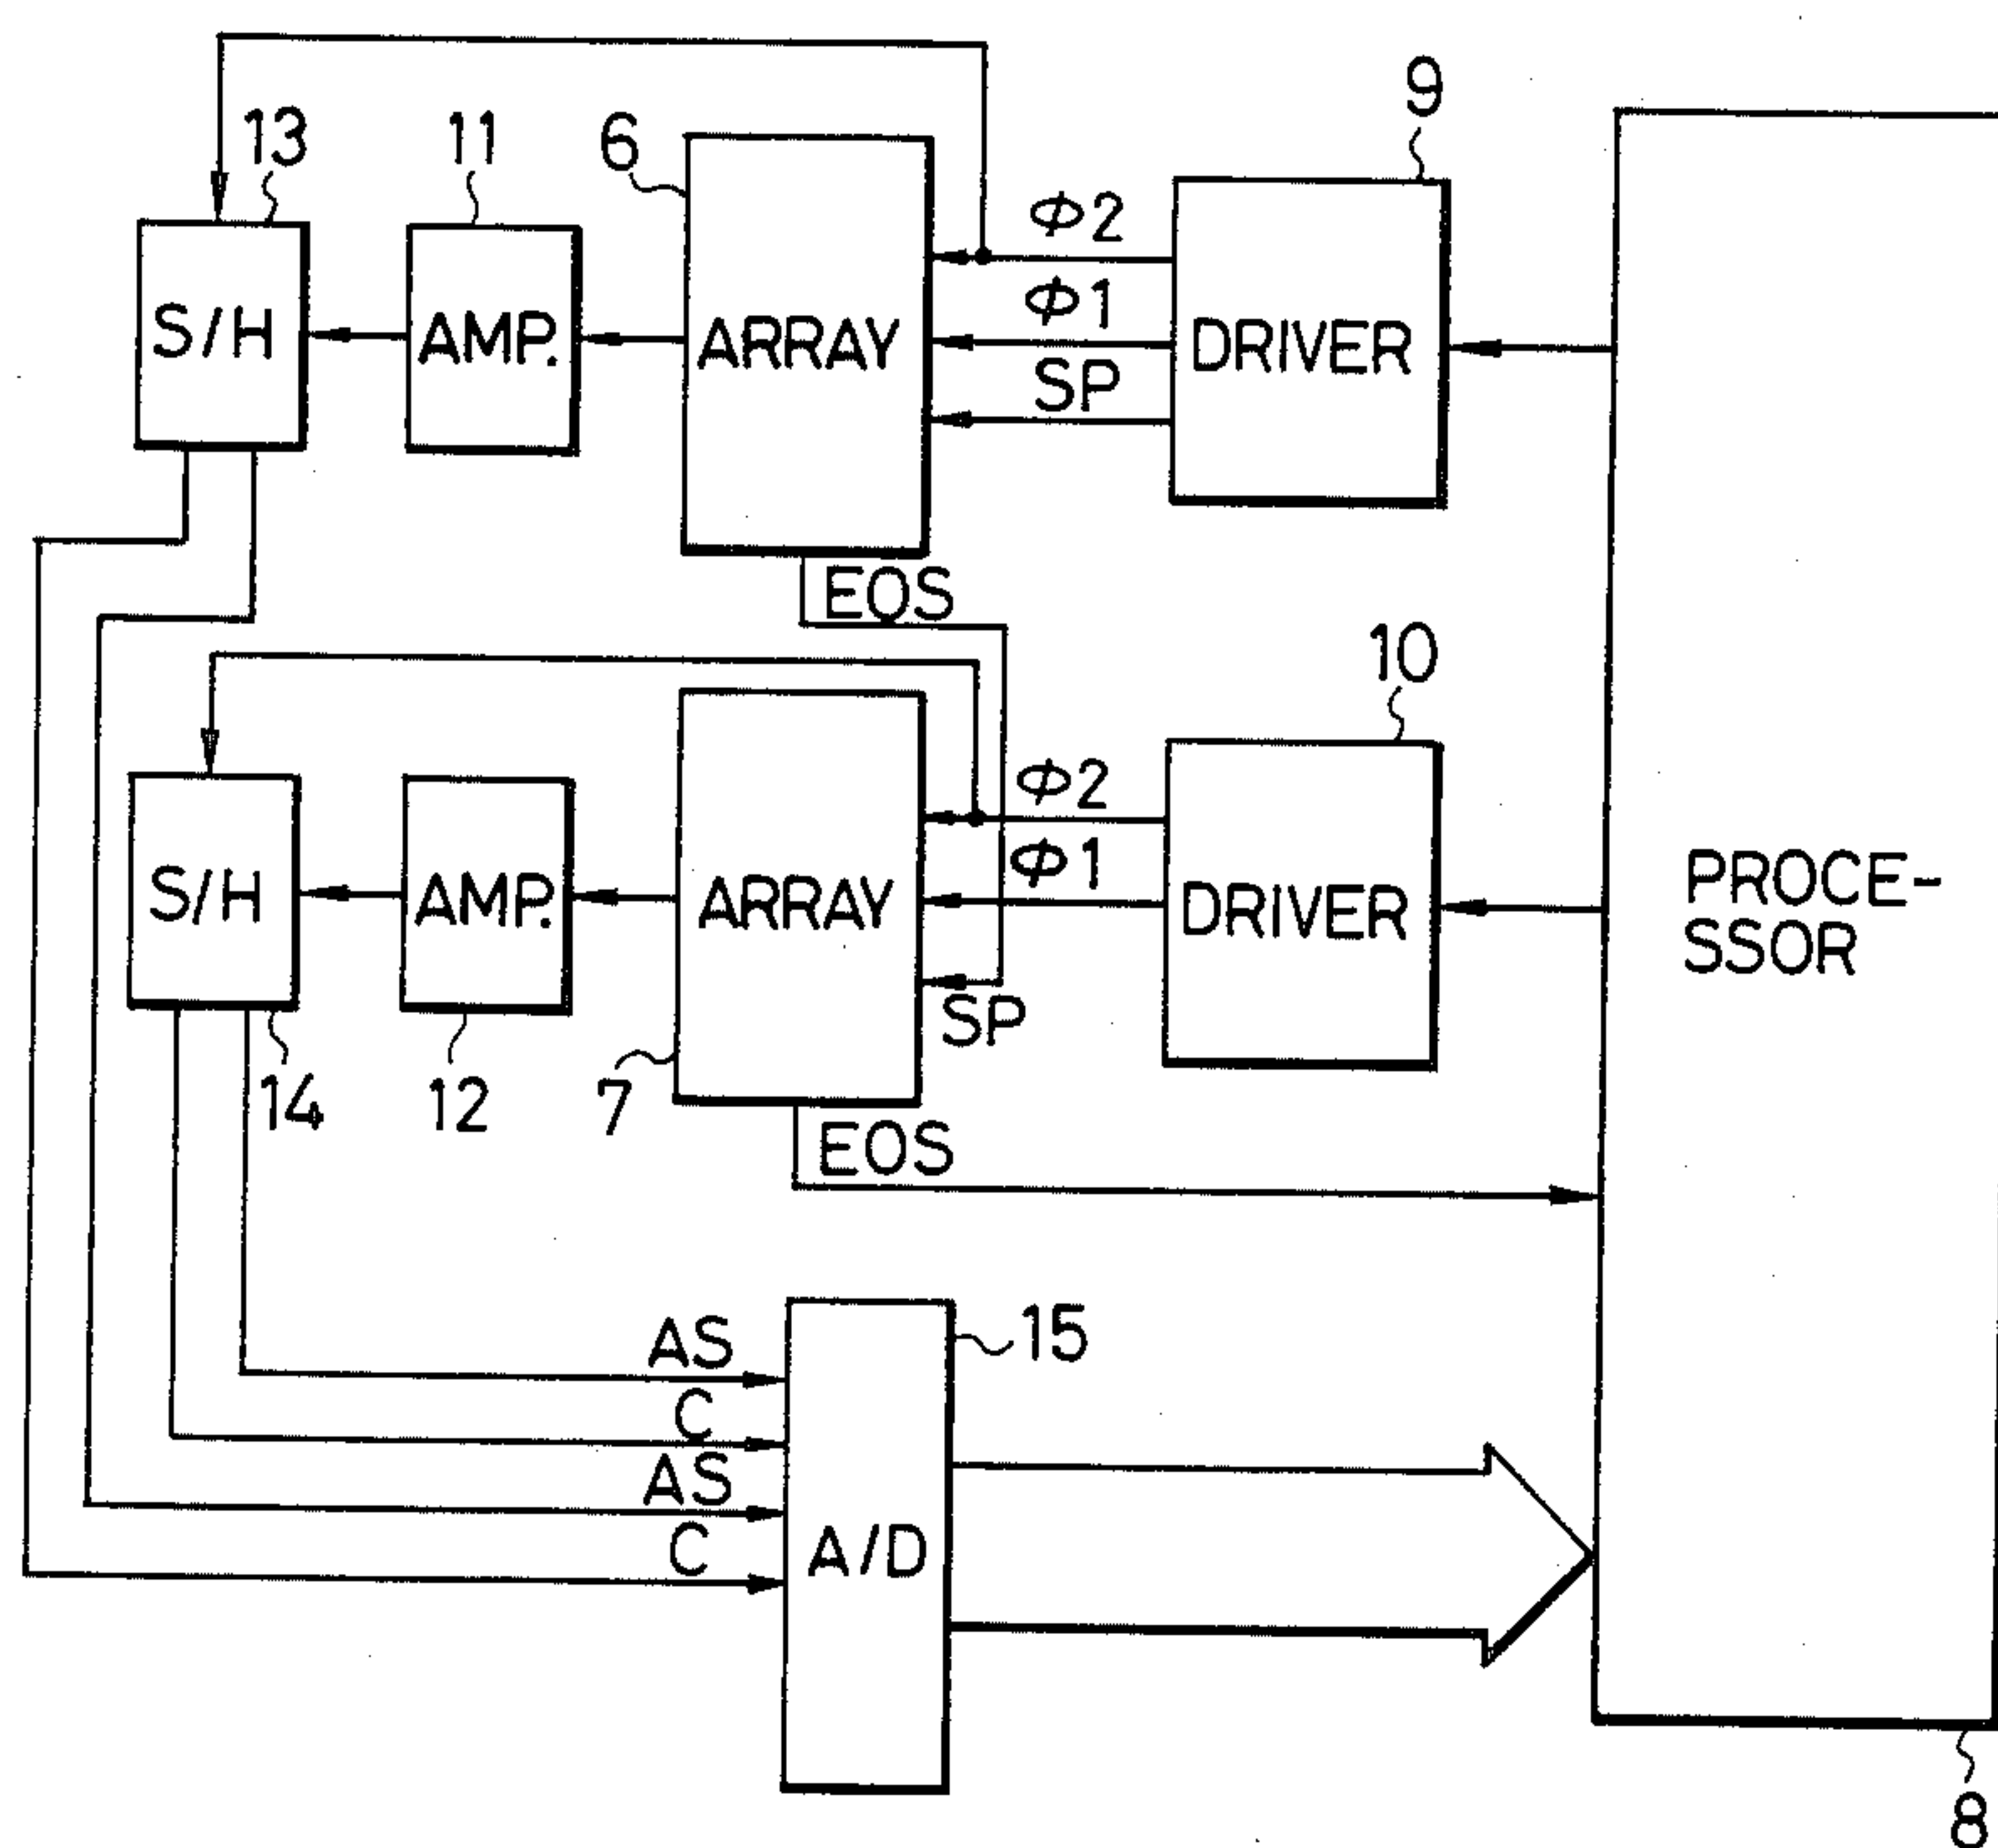 9
13
11
6
Φ2
Φ1
S/H
AMP.
ARRAY
SP
DRIVER
EOS
10
Φ2
Φ1
S/H
AMP.
ARRAY
DRIVER
PROCE-
SSOR
SP
14
12
7
EOS
15
AS
C
AS
C
A/D
8